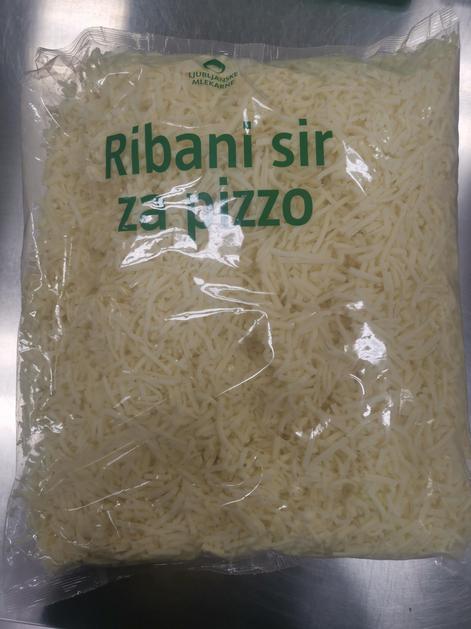 LJUBLJANSKE
MLEKARNE
Ribani sir
za pizzo